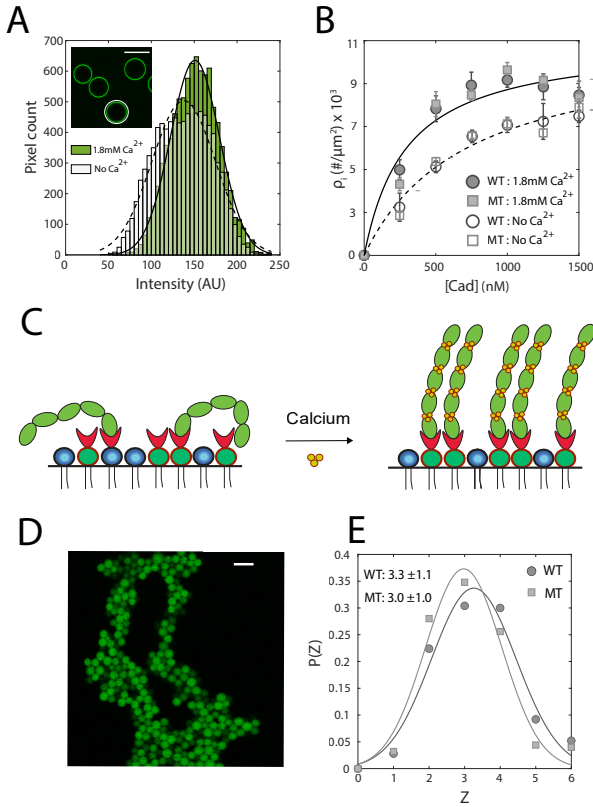 A
700
600
500
400
300
200
100
0
Pixel count
1.8mM Ca²⁺
No Ca²⁺
0 50 100 150 200 250
Intensity (AU)
B
11
9
7
5
3
0
ρᵢ (#/μm²) x 10³
WT : 1.8mM Ca²⁺
MT : 1.8mM Ca²⁺
WT : No Ca²⁺
MT : No Ca²⁺
0 500 1000 1500
[Cad] (nM)
C
Calcium
D
E
0.4
0.35
0.3
0.25
0.2
0.15
0.1
0.05
0
P(Z)
WT: 3.3 ±1.1
MT: 3.0 ±1.0
WT
MT
0 1 2 3 4 5 6
Z